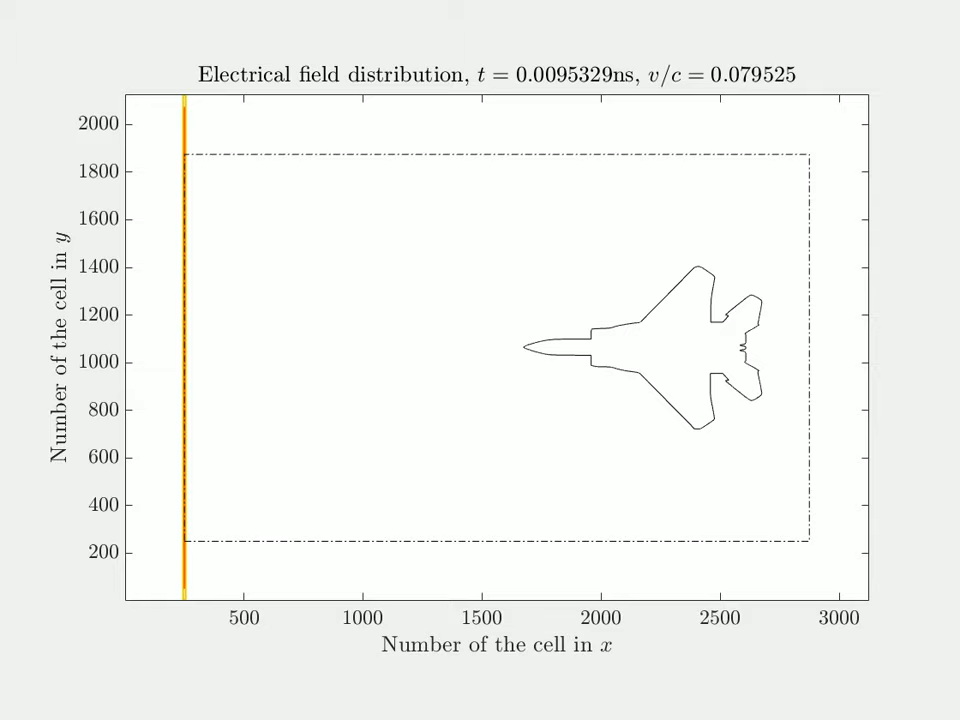 Electrical field distribution, t = 0.0095329ns, v/c = 0.079525
2000
1800
1600
1400
1200
1000
800
600
400
200
Number of the cell in y
500 1000 1500 2000 2500 3000
Number of the cell in x